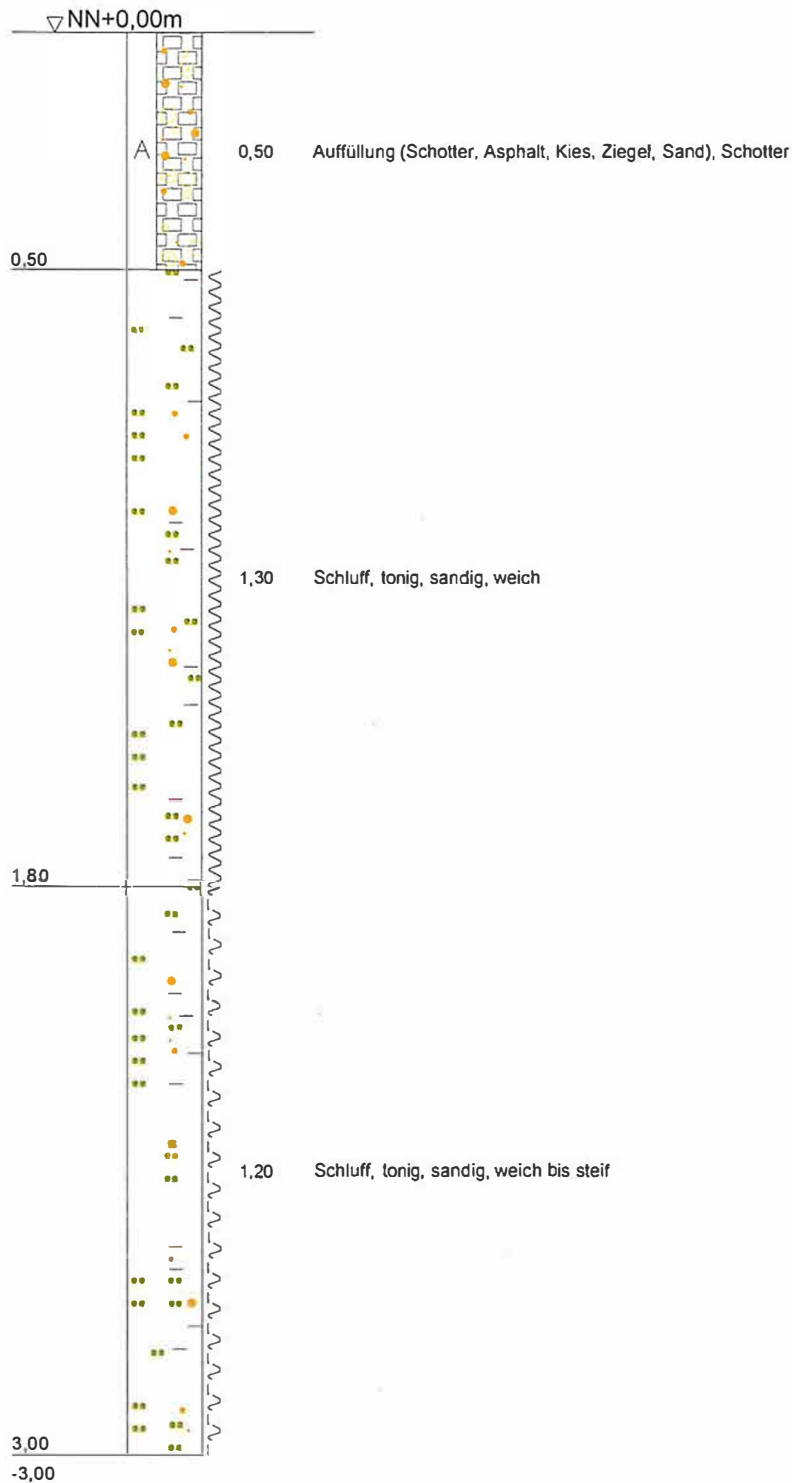 NN+0,00m
A
0,50 Auffüllung (Schotter, Asphalt, Kies, Ziegel, Sand), Schotter
0,50
1,30 Schluff, tonig, sandig, weich
1,80
1,20 Schluff, tonig, sandig, weich bis steif
3,00
-3,00